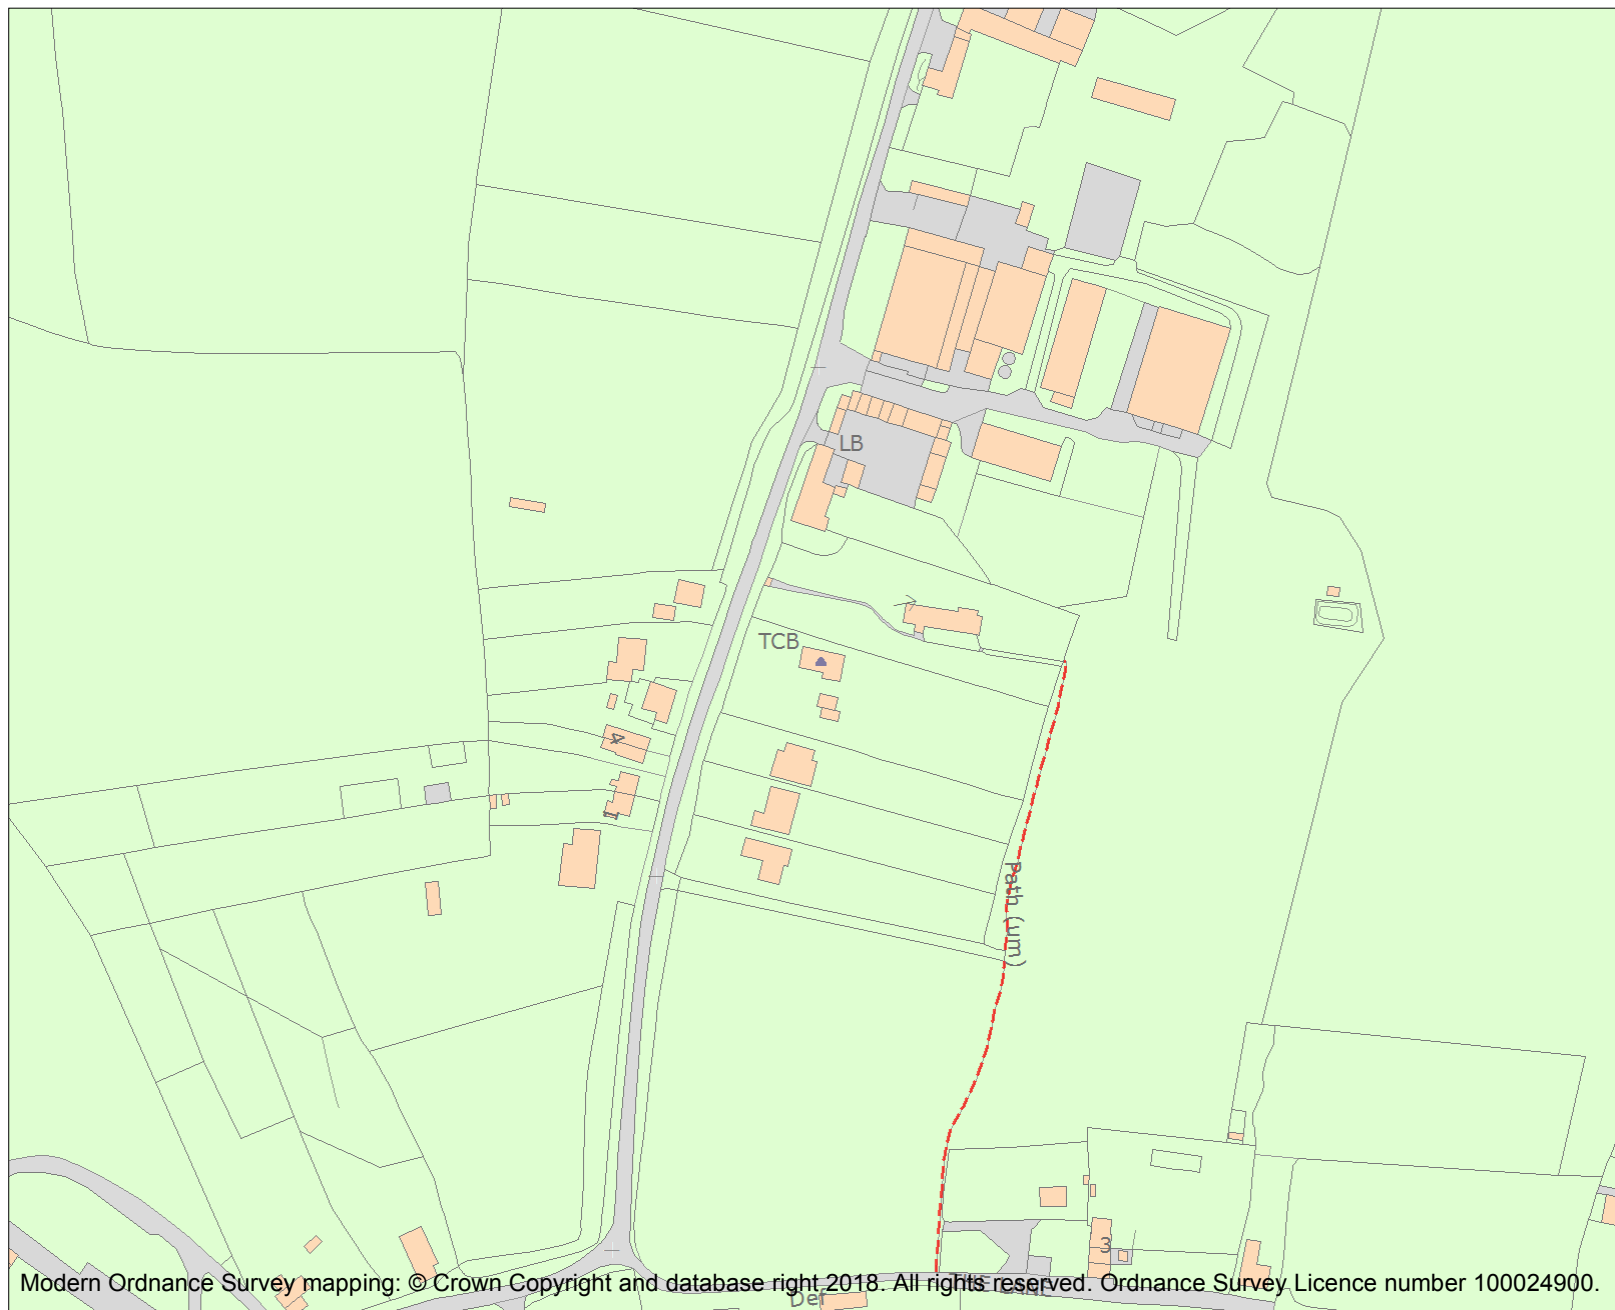 LB
TCB
4
1
Path (um)
3
Modern Ordnance Survey mapping: © Crown Copyright and database right 2018. All rights reserved. Ordnance Survey Licence number 100024900.
Def